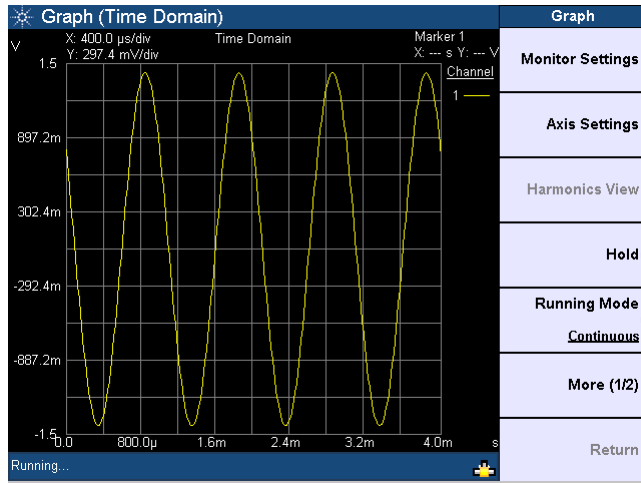 Graph (Time Domain)
Graph
V
X: 400.0 µs/div
Y: 297.4 mV/div
Time Domain
Marker 1
X: --- s Y: --- V
Channel
1
1.5
897.2m
302.4m
-292.4m
-887.2m
-1.5
0.0
800.0µ
1.6m
2.4m
3.2m
4.0m
s
Running...
Monitor Settings
Axis Settings
Harmonics View
Hold
Running Mode
Continuous
More (1/2)
Return